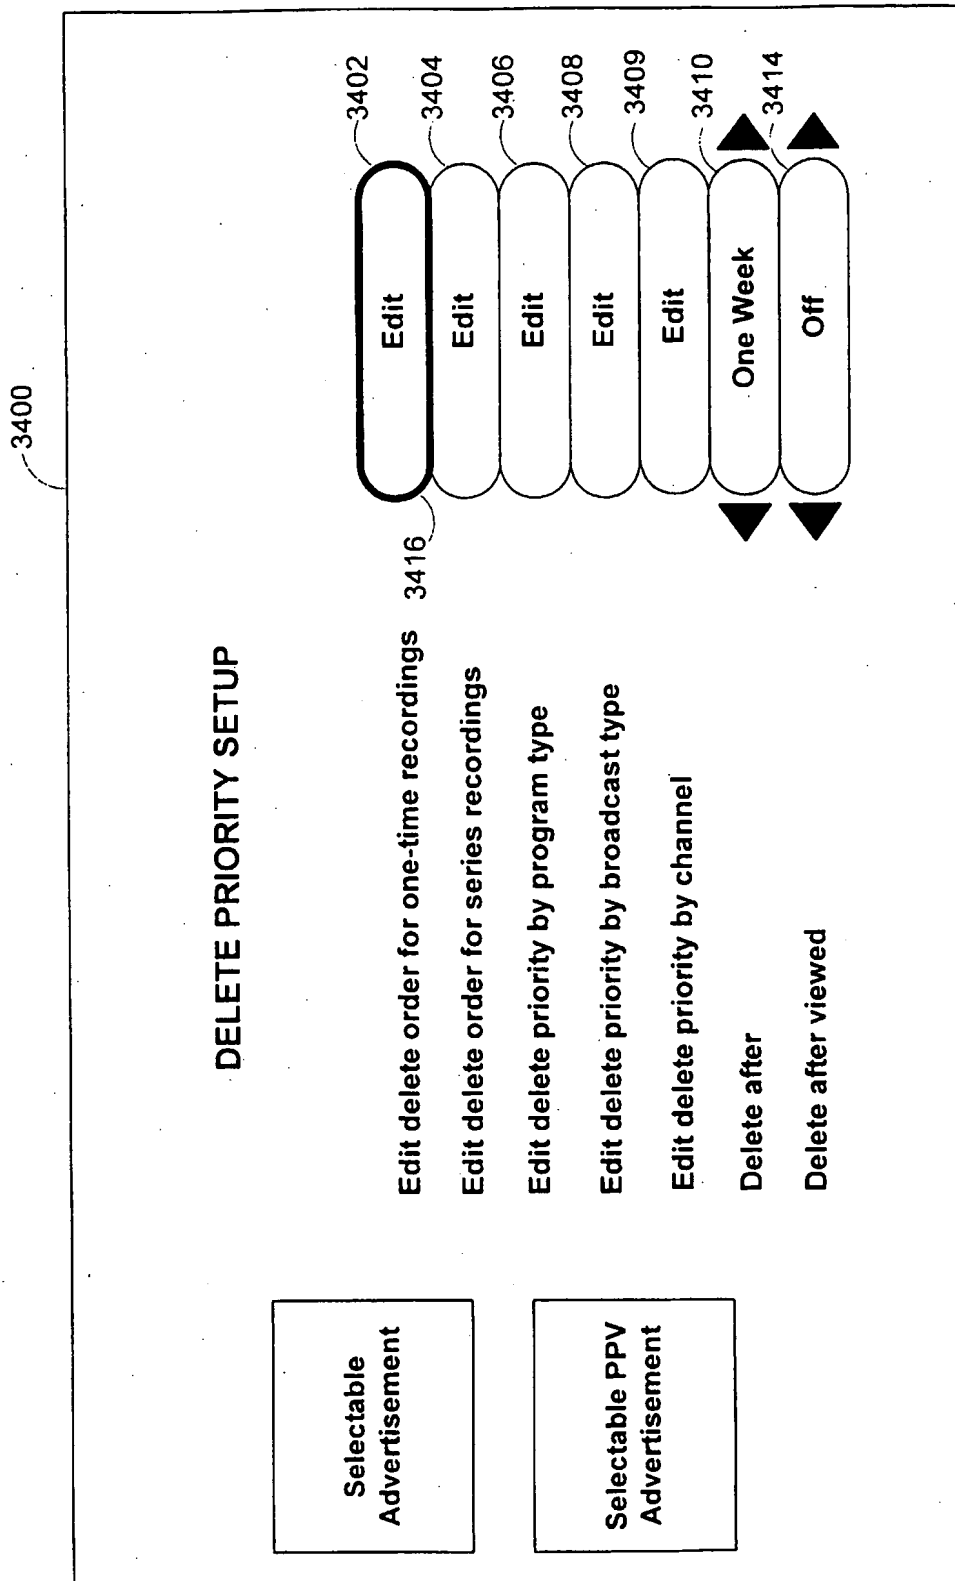 3400
DELETE PRIORITY SETUP
Selectable
Advertisement
Selectable PPV
Advertisement
Edit delete order for one-time recordings
3416
Edit
3402
Edit delete order for series recordings
Edit
3404
Edit delete priority by program type
Edit
3406
Edit delete priority by broadcast type
Edit
3408
Edit delete priority by channel
Edit
3409
Delete after
One Week
3410
Delete after viewed
Off
3414